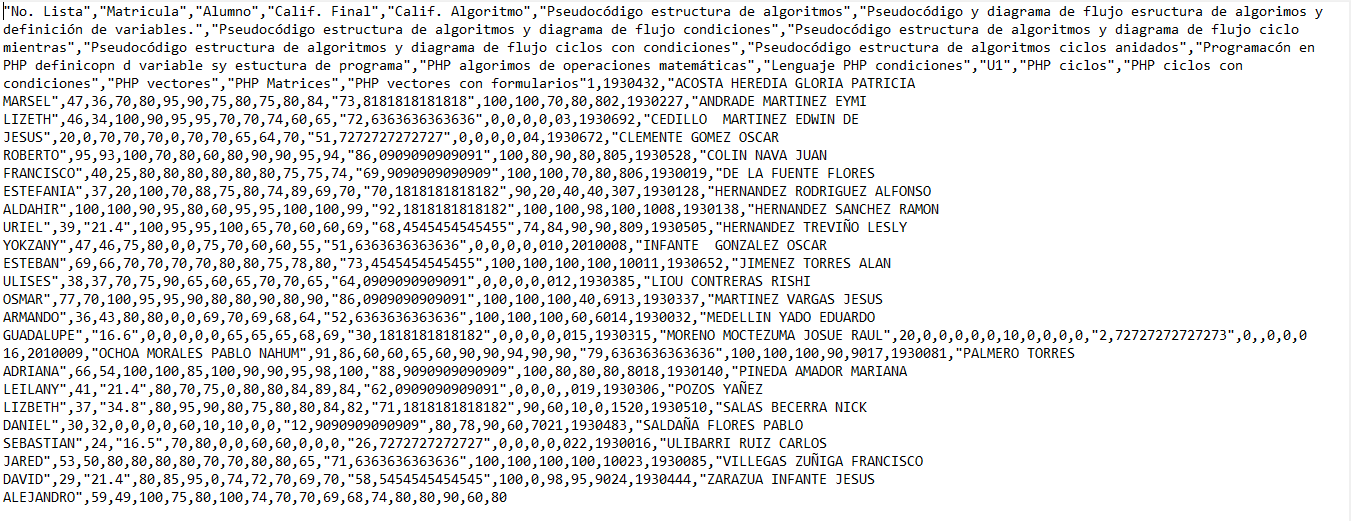 "No. Lista","Matricula","Alumno","Calif. Final","Calif. Algoritmo","Pseudocódigo estructura de algoritmos","Pseudocódigo y diagrama de flujo esructura de algorimos y
definición de variables.","Pseudocódigo estructura de algoritmos y diagrama de flujo condiciones","Pseudocódigo estructura de algoritmos y diagrama de flujo ciclo
mientras","Pseudocódigo estructura de algoritmos y diagrama de flujo ciclos con condiciones","Pseudocódigo estructura de algoritmos ciclos anidados","Programacón en
PHP definicopn d variable sy estuctura de programa","PHP algorimos de operaciones matemáticas","Lenguaje PHP condiciones","U1","PHP ciclos","PHP ciclos con
condiciones","PHP vectores","PHP Matrices","PHP vectores con formularios"1,1930432,"ACOSTA HEREDIA GLORIA PATRICIA
MARSEL",47,36,70,80,95,90,75,80,75,80,84,"73,8181818181818",100,100,70,80,802,1930227,"ANDRADE MARTINEZ EYMI
LIZETH",46,34,100,90,95,95,70,70,74,60,65,"72,6363636363636",0,0,0,0,03,1930692,"CEDILLO  MARTINEZ EDWIN DE
JESUS",20,0,70,70,70,0,70,70,65,64,70,"51,7272727272727",0,0,0,0,04,1930672,"CLEMENTE GOMEZ OSCAR
ROBERTO",95,93,100,70,80,60,80,90,90,95,94,"86,0909090909091",100,80,90,80,805,1930528,"COLIN NAVA JUAN
FRANCISCO",40,25,80,80,80,80,80,80,75,75,74,"69,9090909090909",100,100,70,80,806,1930019,"DE LA FUENTE FLORES
ESTEFANIA",37,20,100,70,88,75,80,74,89,69,70,"70,1818181818182",90,20,40,40,307,1930128,"HERNANDEZ RODRIGUEZ ALFONSO
ALDAHIR",100,100,90,95,80,60,95,95,100,100,99,"92,1818181818182",100,100,98,100,1008,1930138,"HERNANDEZ SANCHEZ RAMON
URIEL",39,"21.4",100,95,95,100,65,70,60,60,69,"68,4545454545455",74,84,90,90,809,1930505,"HERNANDEZ TREVIÑO LESLY
YOKZANY",47,46,75,80,0,0,75,70,60,60,55,"51,6363636363636",0,0,0,0,010,2010008,"INFANTE  GONZALEZ OSCAR
ESTEBAN",69,66,70,70,70,70,80,80,75,78,80,"73,4545454545455",100,100,100,100,10011,1930652,"JIMENEZ TORRES ALAN
ULISES",38,37,70,75,90,65,60,65,70,70,65,"64,0909090909091",0,0,0,0,012,1930385,"LIOU CONTRERAS RISHI
OSMAR",77,70,100,95,95,90,80,80,90,80,90,"86,0909090909091",100,100,100,40,6913,1930337,"MARTINEZ VARGAS JESUS
ARMANDO",36,43,80,80,0,0,69,70,69,68,64,"52,6363636363636",100,100,100,60,6014,1930032,"MEDELLIN YADO EDUARDO
GUADALUPE","16.6",0,0,0,0,0,65,65,65,68,69,"30,1818181818182",0,0,0,0,015,1930315,"MORENO MOCTEZUMA JOSUE RAUL",20,0,0,0,0,0,10,0,0,0,0,"2,72727272727273",0,,0,0,0
16,2010009,"OCHOA MORALES PABLO NAHUM",91,86,60,60,65,60,90,90,94,90,90,"79,6363636363636",100,100,100,90,9017,1930081,"PALMERO TORRES
ADRIANA",66,54,100,100,85,100,90,90,95,98,100,"88,9090909090909",100,80,80,80,8018,1930140,"PINEDA AMADOR MARIANA
LEILANY",41,"21.4",80,70,75,0,80,80,84,89,84,"62,0909090909091",0,0,0,,019,1930306,"POZOS YAÑEZ
LIZBETH",37,"34.8",80,95,90,80,75,80,80,84,82,"71,1818181818182",90,60,10,0,1520,1930510,"SALAS BECERRA NICK
DANIEL",30,32,0,0,0,0,60,10,10,0,0,"12,9090909090909",80,78,90,60,7021,1930483,"SALDAÑA FLORES PABLO
SEBASTIAN",24,"16.5",70,80,0,0,60,60,0,0,0,"26,7272727272727",0,0,0,0,022,1930016,"ULIBARRI RUIZ CARLOS
JARED",53,50,80,80,80,80,70,70,80,80,65,"71,6363636363636",100,100,100,100,10023,1930085,"VILLEGAS ZUÑIGA FRANCISCO
DAVID",29,"21.4",80,85,95,0,74,72,70,69,70,"58,5454545454545",100,0,98,95,9024,1930444,"ZARAZUA INFANTE JESUS
ALEJANDRO",59,49,100,75,80,100,74,70,70,69,68,74,80,80,90,60,80